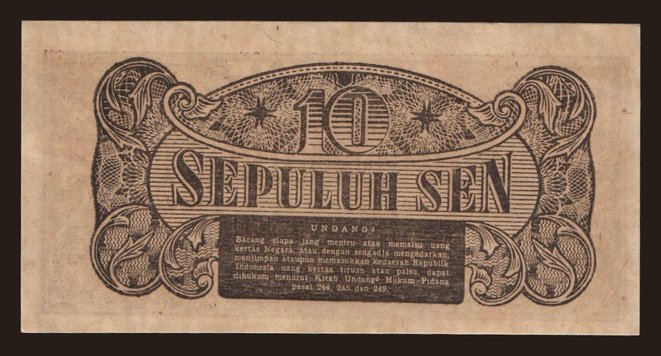 10
SEPULUH SEN
UNDANG²
Barang siapa jang meniru atau memalsu uang
kertas Negara, atau dengan sengadja mengedarkan,
menjimpan ataupun memasukkan kedaerah Republik
Indonesia uang kertas tiruan atau palsu, dapat
dihukum menurut Kitab Undang² Hukum Pidana
pasal 244, 245 dan 249.